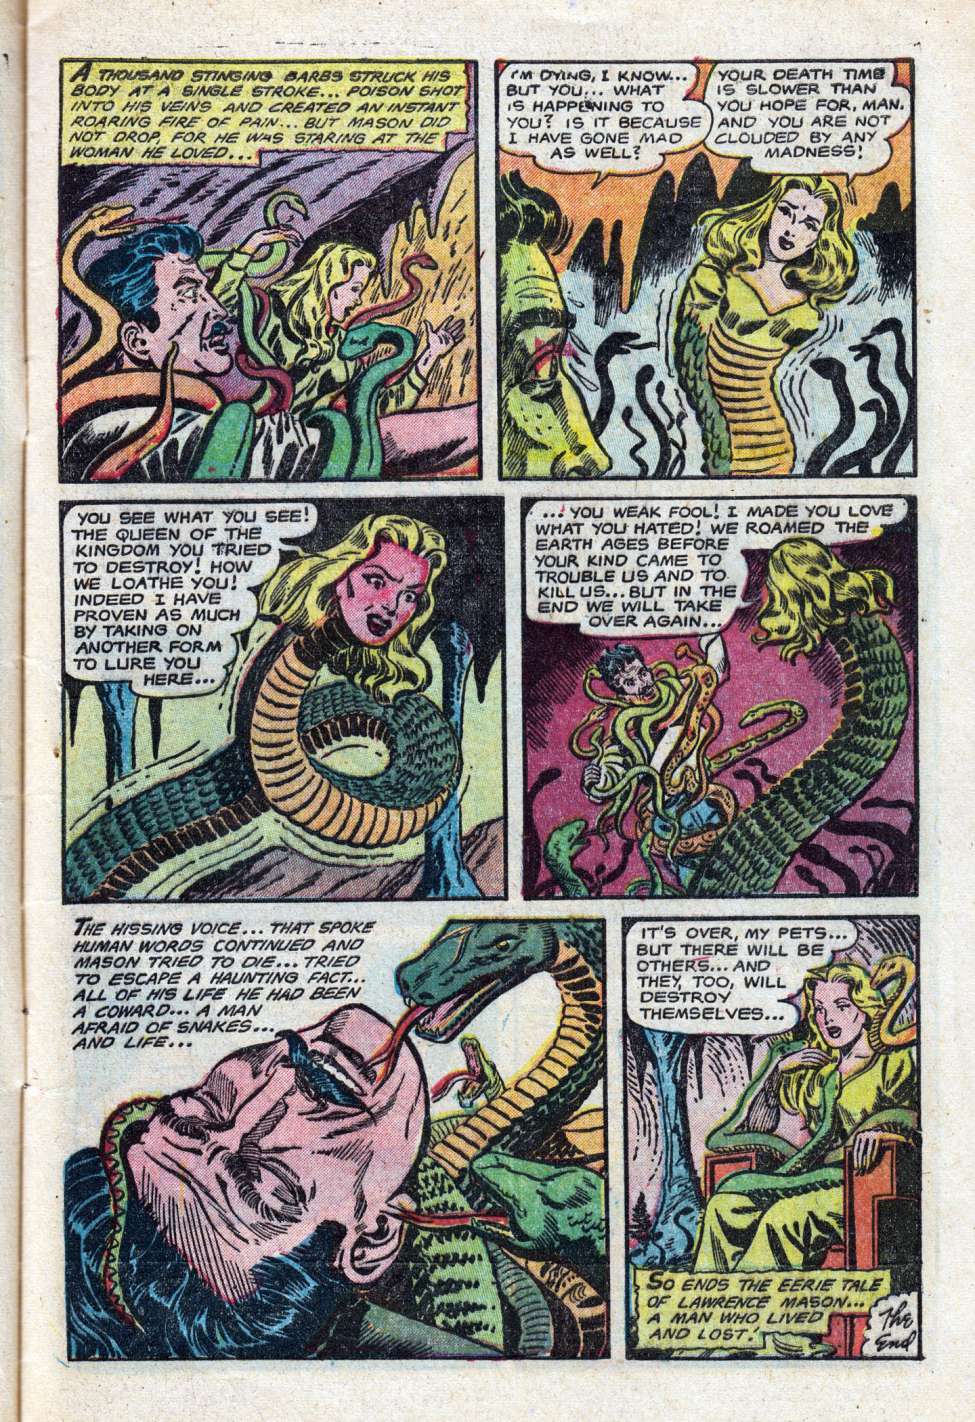 A THOUSAND STINGING BARBS STRUCK HIS
BODY AT A SINGLE STROKE... POISON SHOT
INTO HIS VEINS AND CREATED AN INSTANT
ROARING FIRE OF PAIN... BUT MASON DID
NOT DROP, FOR HE WAS STARING AT THE
WOMAN HE LOVED...
I'M DYING, I KNOW...
BUT YOU... WHAT
IS HAPPENING TO
YOU? IS IT BECAUSE
I HAVE GONE MAD
AS WELL?
YOUR DEATH TIME
IS SLOWER THAN
YOU HOPE FOR, MAN.
AND YOU ARE NOT
CLOUDED BY ANY
MADNESS!
YOU SEE WHAT YOU SEE!
THE QUEEN OF THE
KINGDOM YOU TRIED
TO DESTROY! HOW
WE LOATHE YOU!
INDEED I HAVE
PROVEN AS MUCH
BY TAKING ON
ANOTHER FORM
TO LURE YOU
HERE...
...YOU WEAK FOOL! I MADE YOU LOVE
WHAT YOU HATED! WE ROAMED THE
EARTH AGES BEFORE
YOUR KIND CAME TO
TROUBLE US AND TO
KILL US... BUT IN THE
END WE WILL TAKE
OVER AGAIN...
THE HISSING VOICE... THAT SPOKE
HUMAN WORDS CONTINUED AND
MASON TRIED TO DIE... TRIED
TO ESCAPE A HAUNTING FACT...
ALL OF HIS LIFE HE HAD BEEN
A COWARD... A MAN
AFRAID OF SNAKES...
AND LIFE...
IT'S OVER, MY PETS...
BUT THERE WILL BE
OTHERS... AND
THEY, TOO, WILL
DESTROY
THEMSELVES...
SO ENDS THE EERIE TALE
OF LAWRENCE MASON...
A MAN WHO LIVED
AND LOST!
The
End